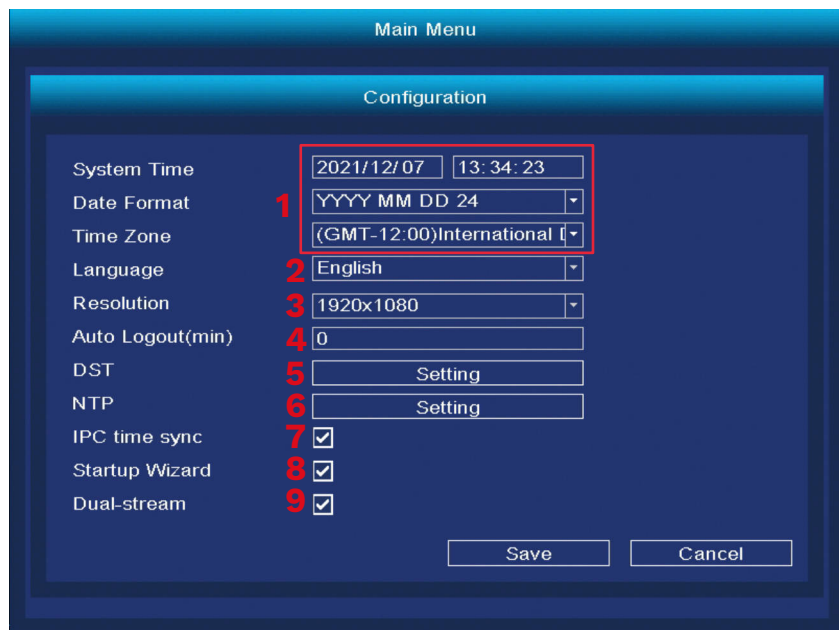 Main Menu
Configuration
System Time 2021/12/07 13:34:23
1 Date Format YYYY MM DD 24
Time Zone (GMT-12:00)International D
Language 2 English
Resolution 3 1920x1080
Auto Logout(min) 4 0
DST 5 Setting
NTP 6 Setting
IPC time sync 7
Startup Wizard 8
Dual-stream 9
Save Cancel